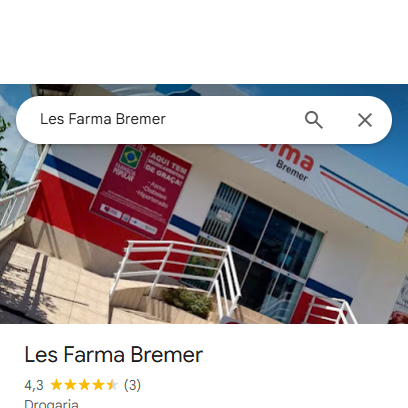 Les Farma Bremer
AQUI TEM
FARMÁCIA
POPULAR
DE GRAÇA!
-Asma
-Diabetes
-Hipertensão
arma
Bremer
Les Farma Bremer
4,3 (3)
Drogaria